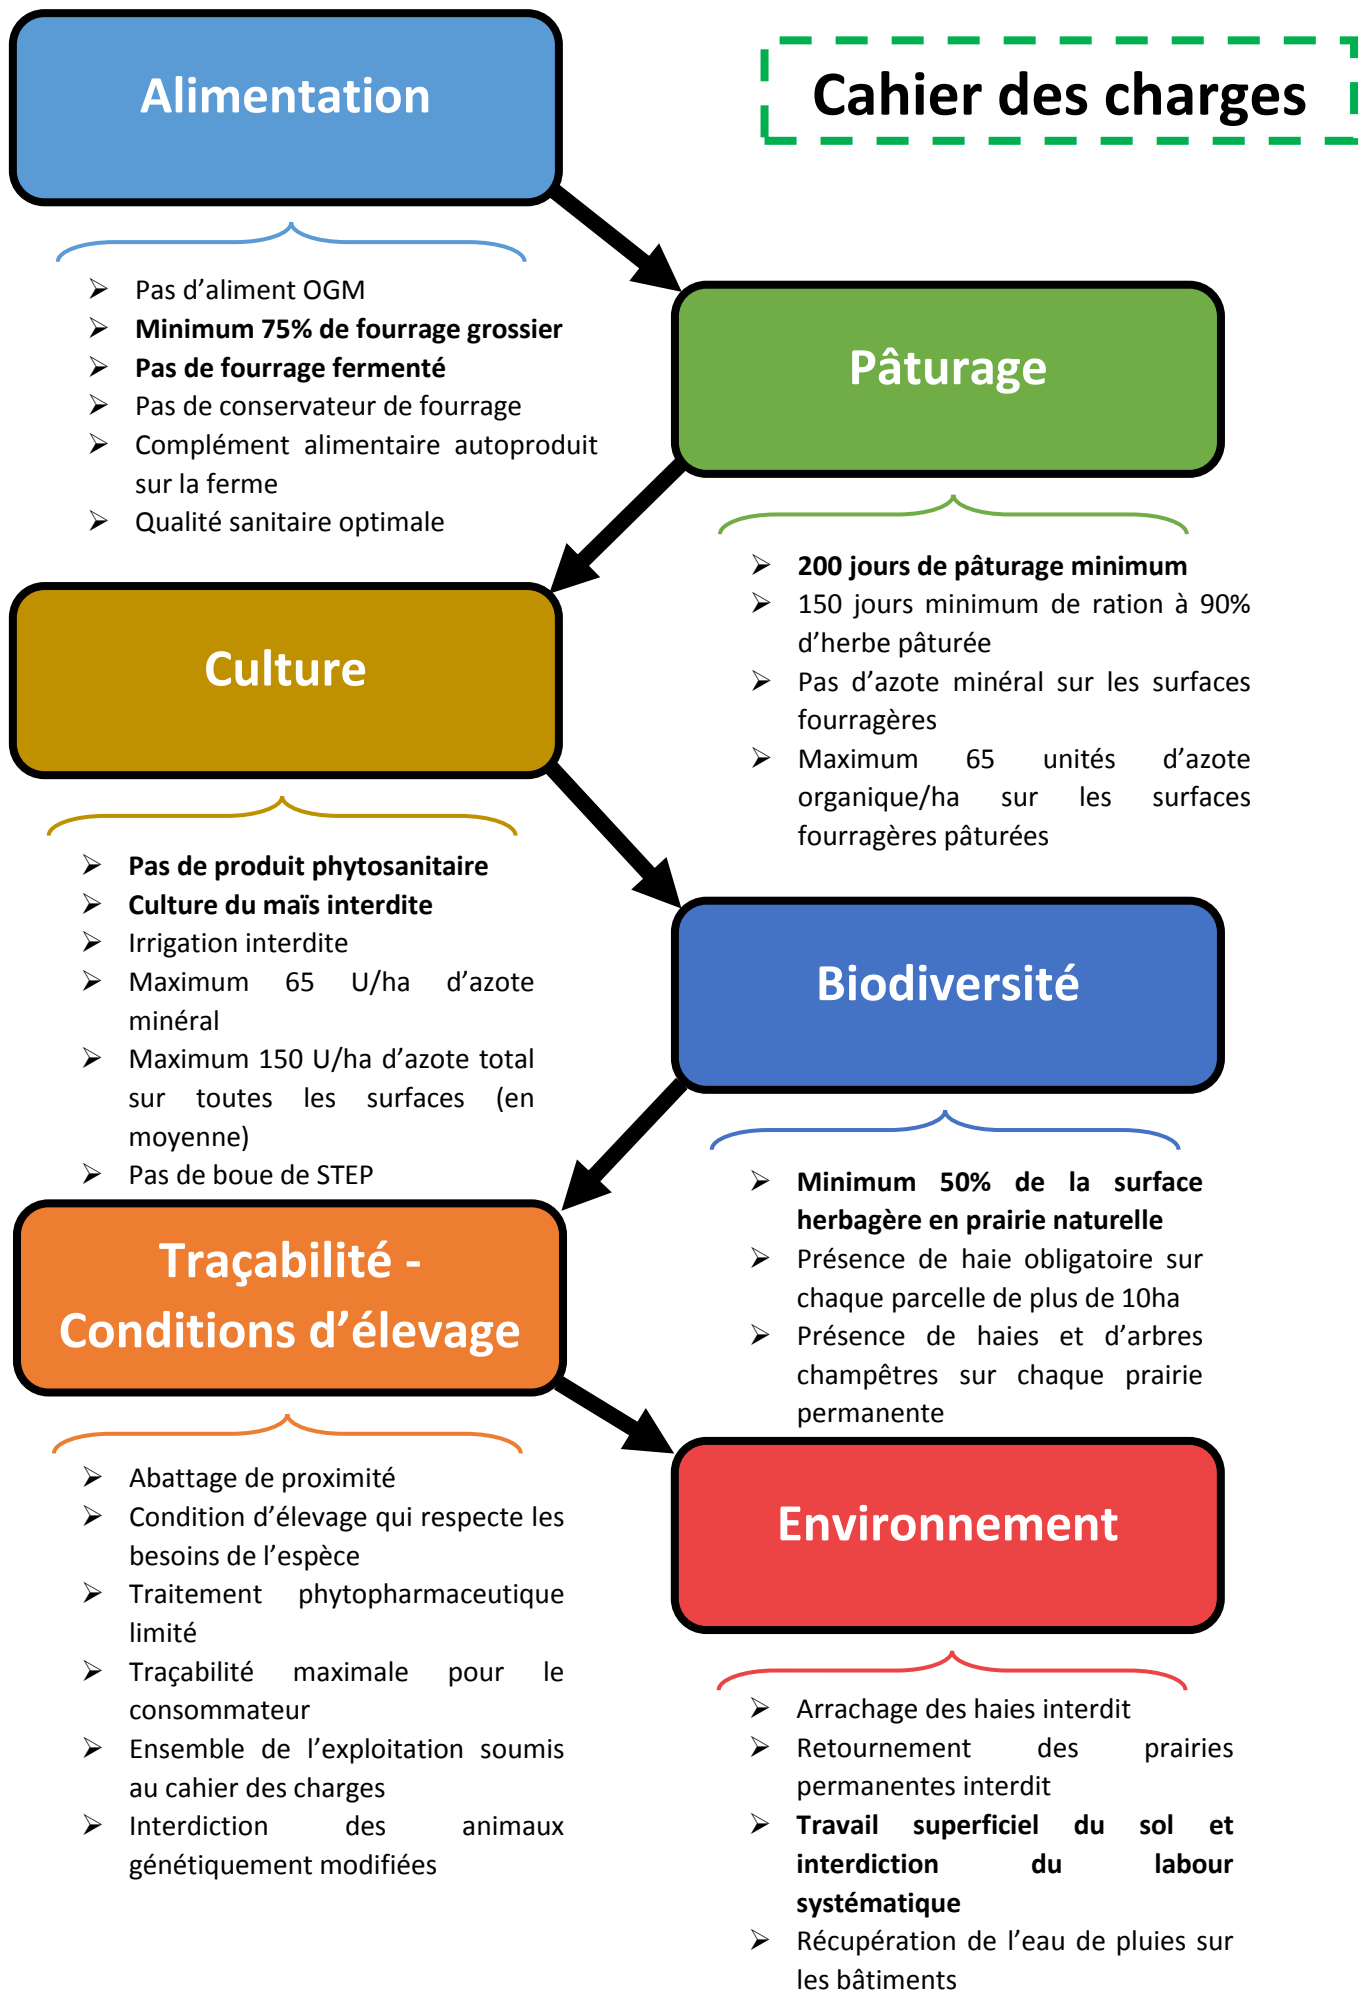 Cahier des charges
Alimentation
Pas d’aliment OGM
Minimum 75% de fourrage grossier
Pas de fourrage fermenté
Pas de conservateur de fourrage
Complément alimentaire autoproduit
sur la ferme
Qualité sanitaire optimale
Pâturage
200 jours de pâturage minimum
150 jours minimum de ration à 90%
d’herbe pâturée
Pas d’azote minéral sur les surfaces
fourragères
Maximum 65 unités d’azote
organique/ha sur les surfaces
fourragères pâturées
Culture
Pas de produit phytosanitaire
Culture du maïs interdite
Irrigation interdite
Maximum 65 U/ha d’azote
minéral
Maximum 150 U/ha d’azote total
sur toutes les surfaces (en
moyenne)
Pas de boue de STEP
Biodiversité
Minimum 50% de la surface
herbagère en prairie naturelle
Présence de haie obligatoire sur
chaque parcelle de plus de 10ha
Présence de haies et d’arbres
champêtres sur chaque prairie
permanente
Traçabilité -
Conditions d’élevage
Abattage de proximité
Condition d’élevage qui respecte les
besoins de l’espèce
Traitement phytopharmaceutique
limité
Traçabilité maximale pour le
consommateur
Ensemble de l’exploitation soumis
au cahier des charges
Interdiction des animaux
génétiquement modifiées
Environnement
Arrachage des haies interdit
Retournement des prairies
permanentes interdit
Travail superficiel du sol et
interdiction du labour
systématique
Récupération de l’eau de pluies sur
les bâtiments